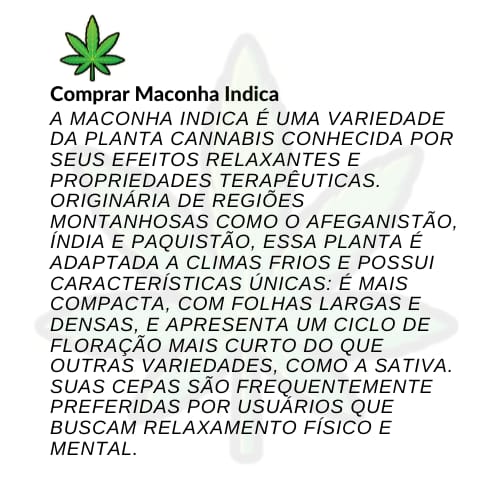 Comprar Maconha Indica
A MACONHA INDICA É UMA VARIEDADE
DA PLANTA CANNABIS CONHECIDA POR
SEUS EFEITOS RELAXANTES E
PROPRIEDADES TERAPÊUTICAS.
ORIGINÁRIA DE REGIÕES
MONTANHOSAS COMO O AFEGANISTÃO,
ÍNDIA E PAQUISTÃO, ESSA PLANTA É
ADAPTADA A CLIMAS FRIOS E POSSUI
CARACTERÍSTICAS ÚNICAS: É MAIS
COMPACTA, COM FOLHAS LARGAS E
DENSAS, E APRESENTA UM CICLO DE
FLORAÇÃO MAIS CURTO DO QUE
OUTRAS VARIEDADES, COMO A SATIVA.
SUAS CEPAS SÃO FREQUENTEMENTE
PREFERIDAS POR USUÁRIOS QUE
BUSCAM RELAXAMENTO FÍSICO E
MENTAL.